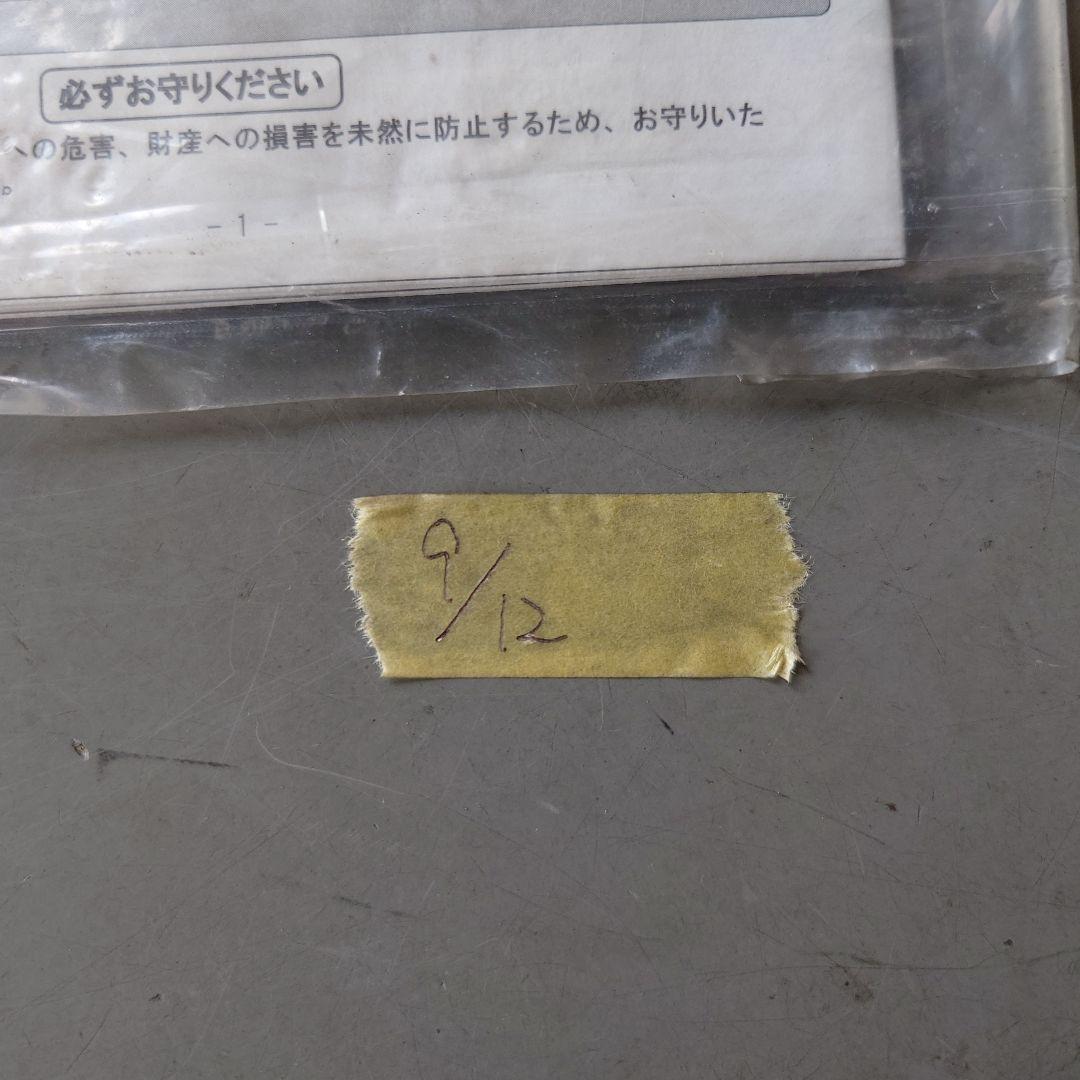 必ずお守りください
への危害、財産への損害を未然に防止するため、お守りいた
。
- 1 -
9/12